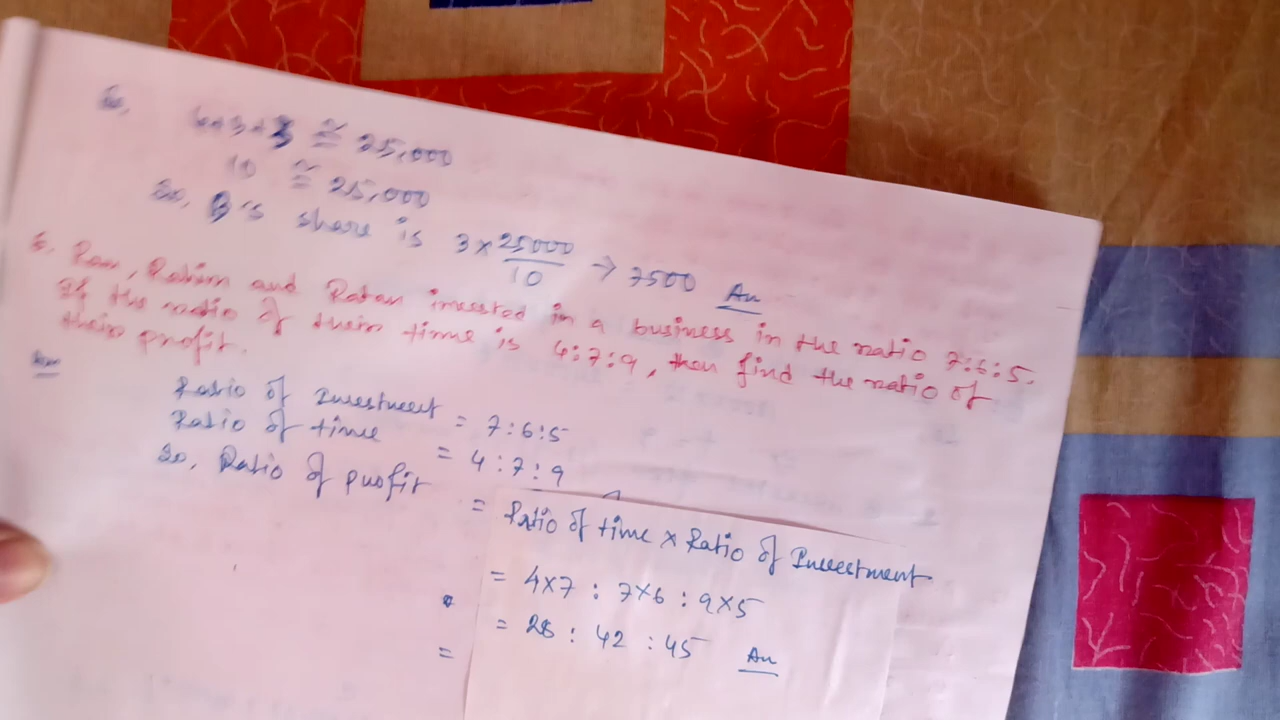 So, 4+3+3 ≅ 25,000
10 ≅ 25,000
So, B's share is 3 × 25000/10 → 7500 An
6. Ram, Rahim and Ratan invested in a business in the ratio 7:6:5.
If the ratio of their time is 4:7:9, then find the ratio of
their profit.
Ratio of Investment = 7:6:5
Ratio of time = 4:7:9
So, Ratio of profit = Ratio of time × Ratio of Investment
= 4×7 : 7×6 : 9×5
= 28 : 42 : 45 An
=